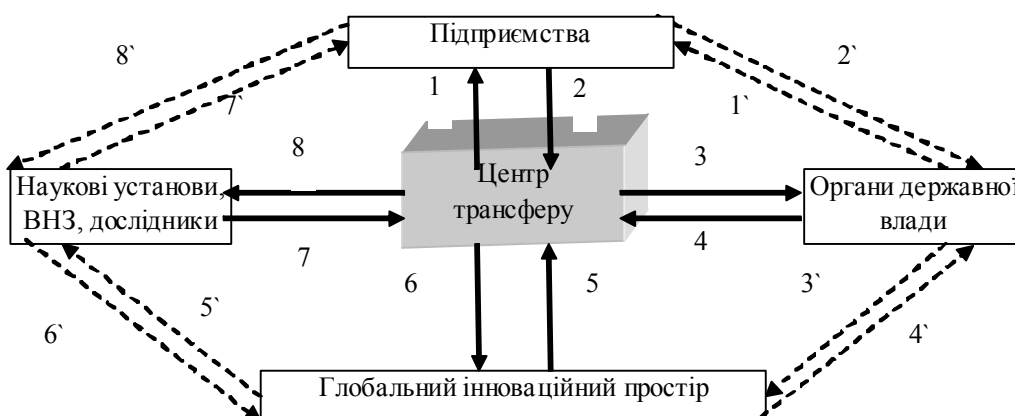 Підприємства
8`
2`
1
2
7`
1`
8
3
Центр
трансферу
Наукові установи,
ВНЗ, дослідники
Органи державної
влади
7
4
6
5
3`
5`
6`
4`
Глобальний інноваційний простір